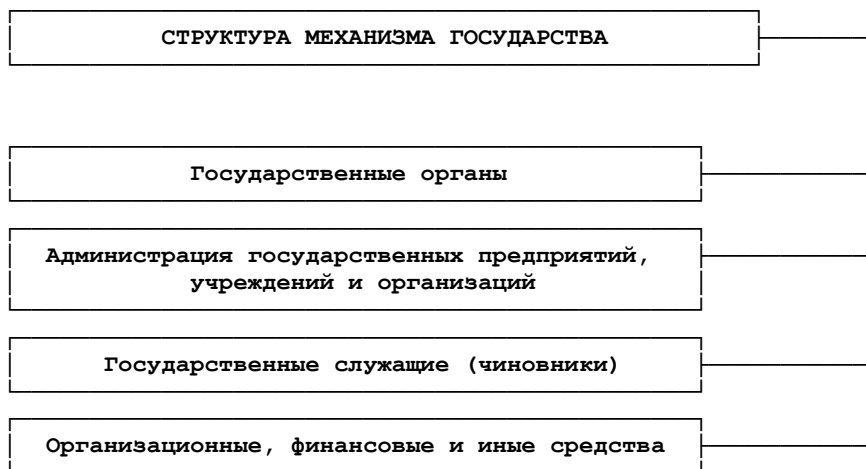 СТРУКТУРА МЕХАНИЗМА ГОСУДАРСТВА
Государственные органы
Администрация государственных предприятий,
учреждений и организаций
Государственные служащие (чиновники)
Организационные, финансовые и иные средства